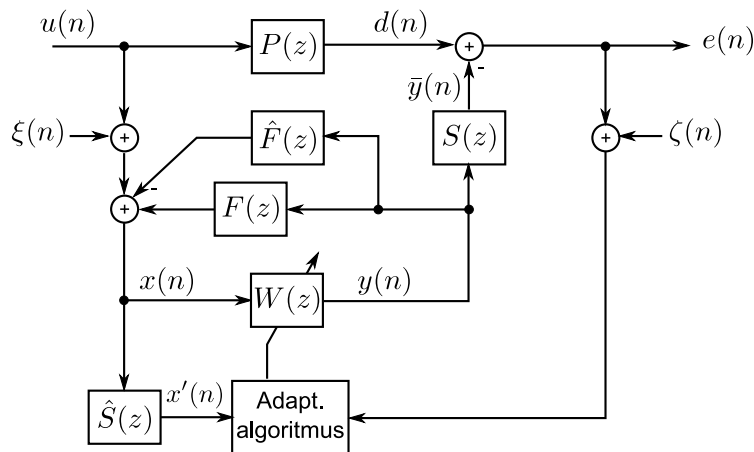 u(n)
P(z)
d(n)
+
e(n)
-
ȳ(n)
ξ(n)
+
F̂(z)
S(z)
+
ζ(n)
-
+
F(z)
x(n)
W(z)
y(n)
Ŝ(z)
x'(n)
Adapt.
algoritmus